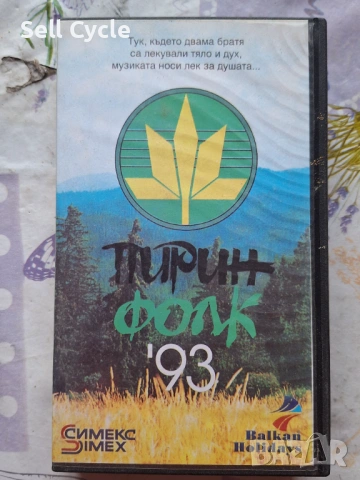 Sell Cycle
Тук, където двама братя
са лекували тяло и дух,
музиката носи лек за душата...
ПИРИН
ФОЛК
'93
СИМЕКС
SIMEX
Balkan
Holidays
BAZAR